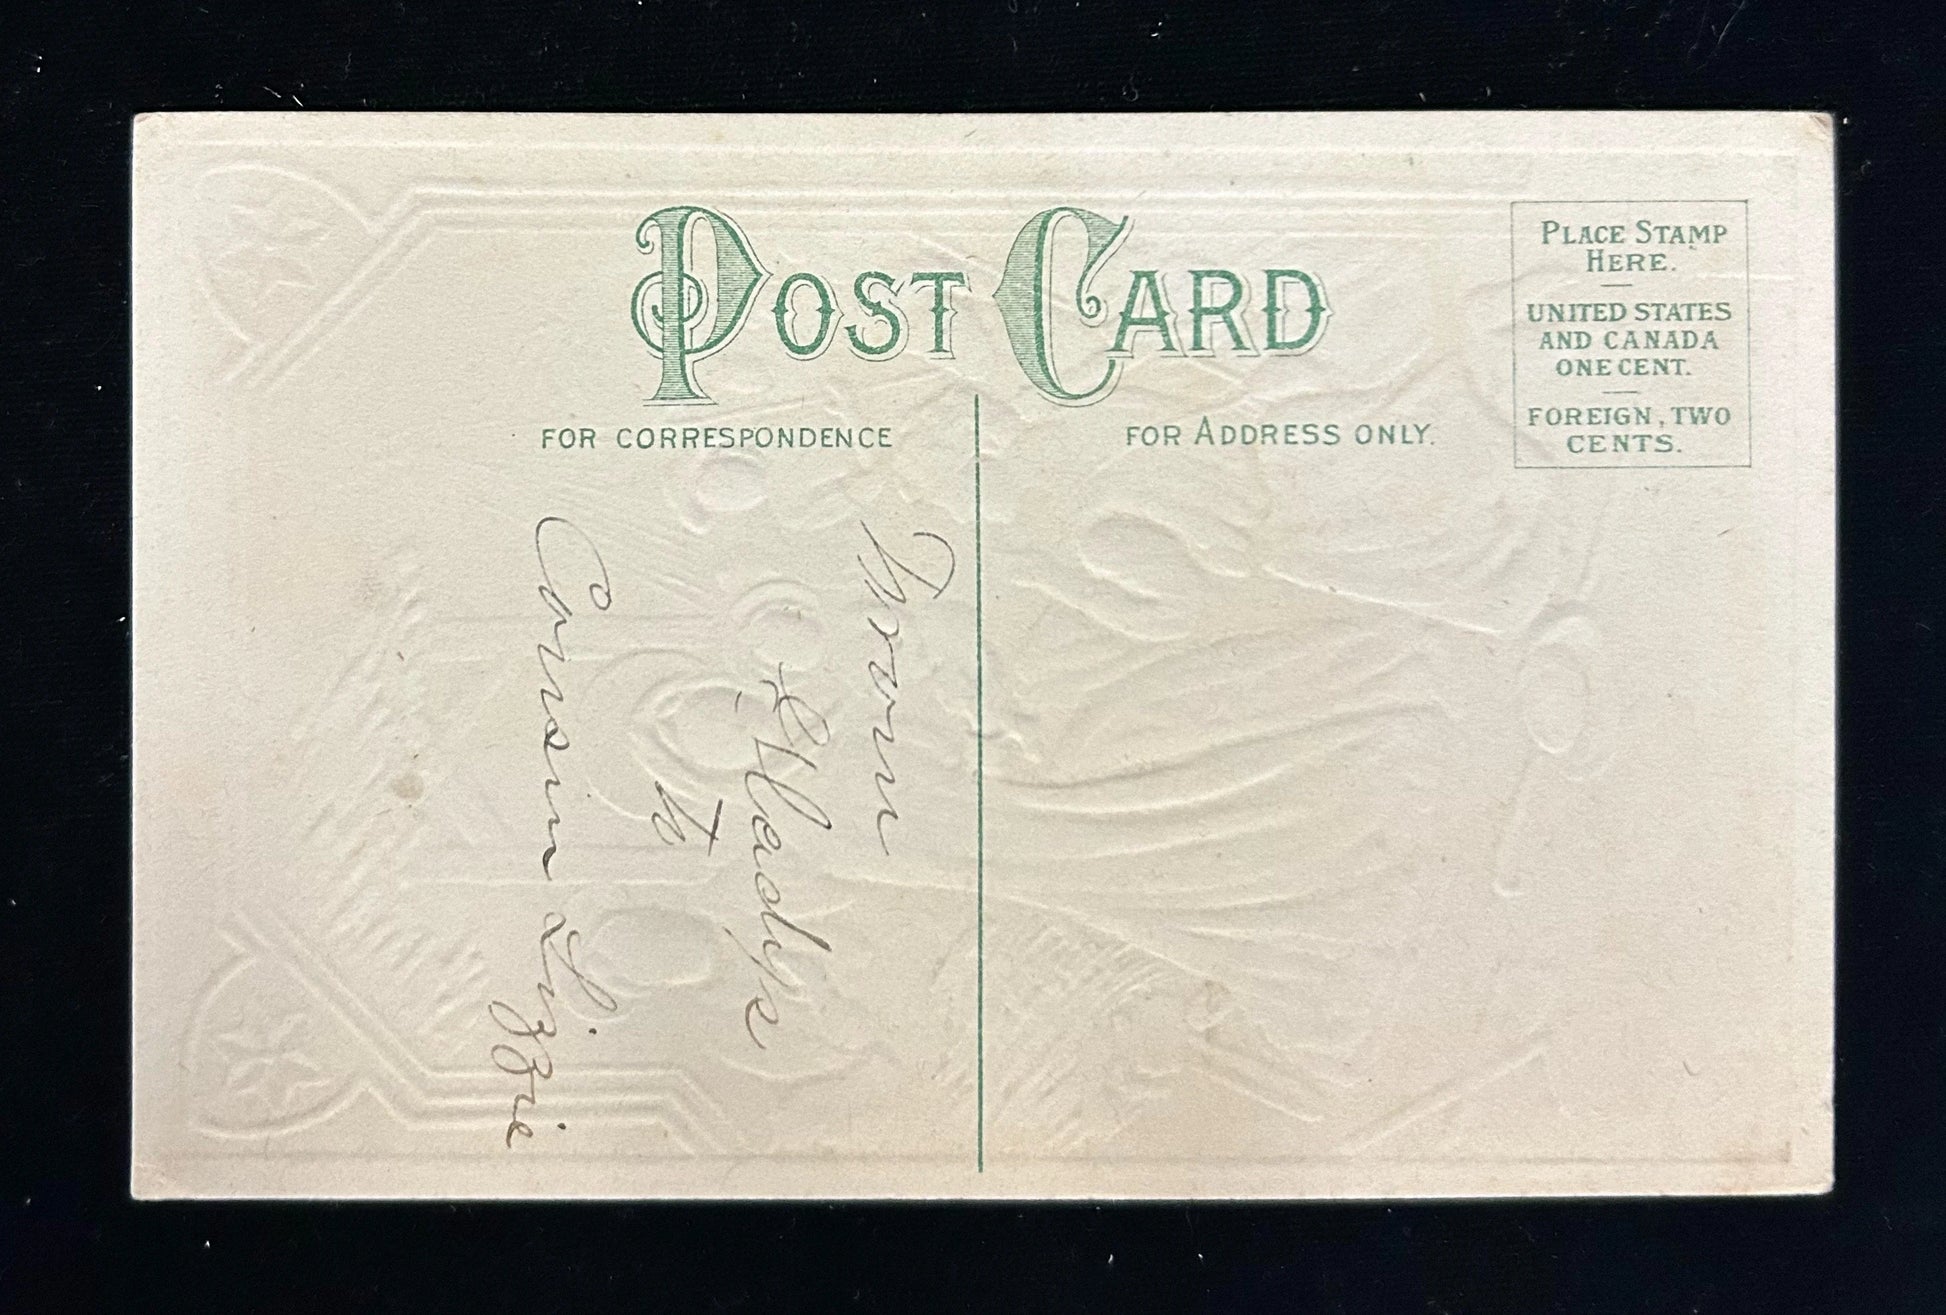 POST CARD
FOR CORRESPONDENCE
FOR ADDRESS ONLY.
PLACE STAMP
HERE.
UNITED STATES
AND CANADA
ONE CENT.
FOREIGN, TWO
CENTS.
From
Gladys
to
Cousin Lizzie